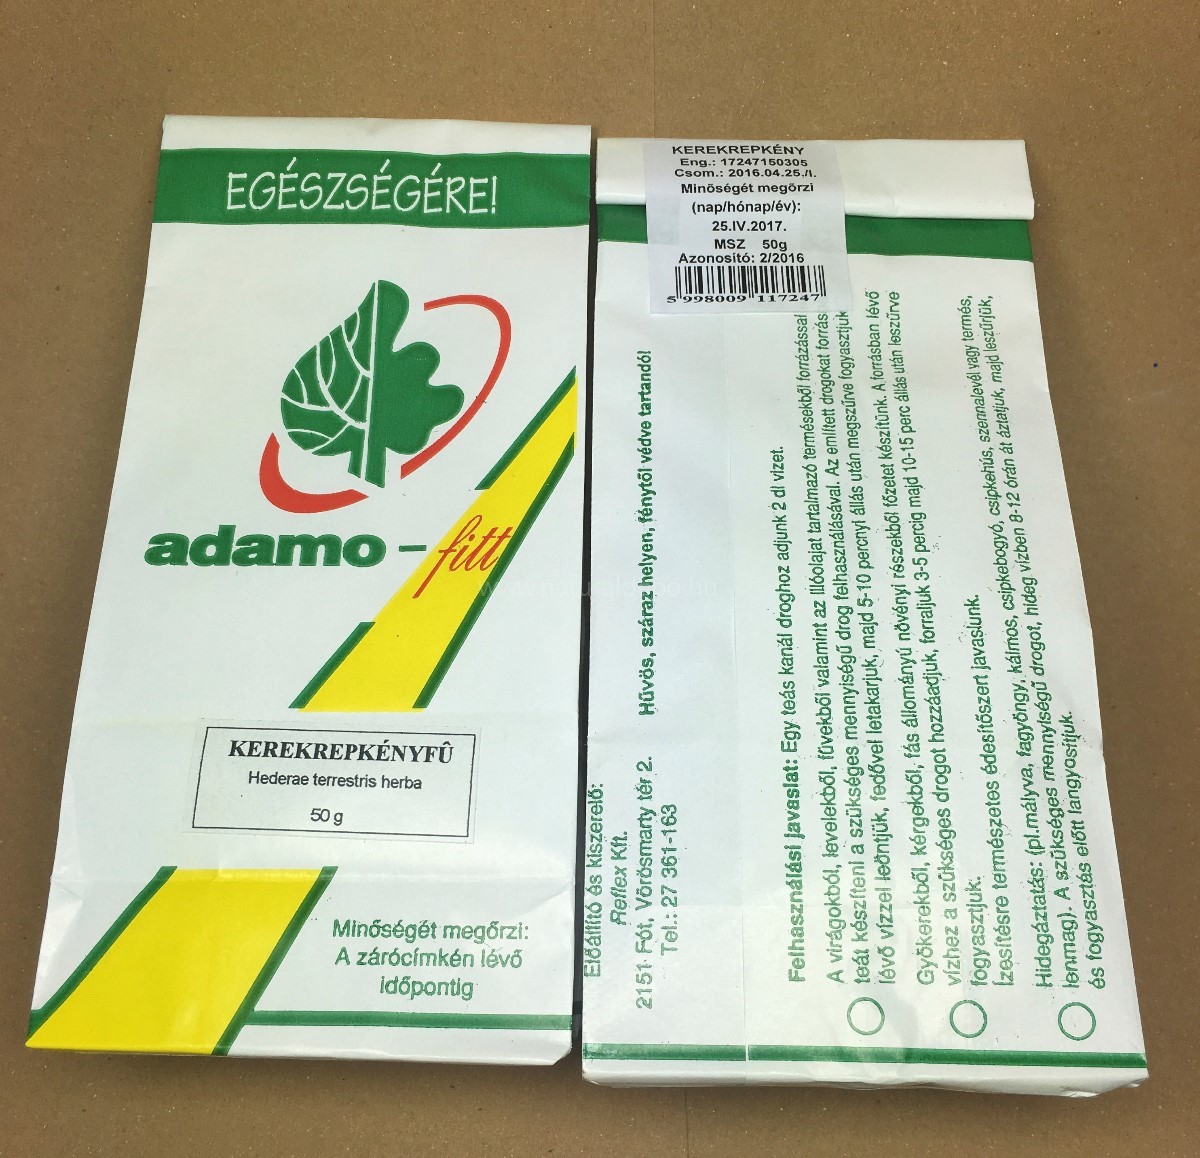 EGÉSZSÉGÉRE!
adamo - fitt
KEREKREPKÉNYFÛ
Hederae terrestris herba
50 g
Minőségét megőrzi:
A zárócímkén lévő
időpontig
KEREKREPKÉNY
Eng.: 17247150305
Csom.: 2016.04.25./I.
Minőségét megőrzi
(nap/hónap/év):
25.IV.2017.
MSZ 50g
Azonosító: 2/2016
5 998009 117247
Előállító és kiszerelő:
Reflex Kft.
2151 Fót, Vörösmarty tér 2.
Tel.: 27 361-163
Hűvös, száraz helyen, fénytől védve tartandó!
Felhasználási javaslat: Egy teás kanál droghoz adjunk 2 dl vizet.
A virágokból, levelekből, füvekből valamint az illóolajat tartalmazó termésekből forrázással
teát készíteni a szükséges mennyiségű drog felhasználásával. Az említett drogokat forrás
lévő vízzel leöntjük, fedővel letakarjuk, majd 5-10 percnyi állás után megszűrve fogyasztjuk
Gyökerekből, kérgekből, fás állományú növényi részekből főzetet készítünk. A forrásban lévő
vízhez a szükséges drogot hozzáadjuk, forraljuk 3-5 percig majd 10-15 perc állás után leszűrve
fogyasztjuk.
Ízesítésre természetes édesítőszert javaslunk.
Hidegáztatás: (pl.mályva, fagyöngy, kálmos, csipkebogyó, csipkehús, szennalevél vagy termés,
lenmag). A szükséges mennyiségű drogot, hideg vízben 8-12 órán át áztatjuk, majd leszűrjük,
és fogyasztás előtt langyosítjuk.